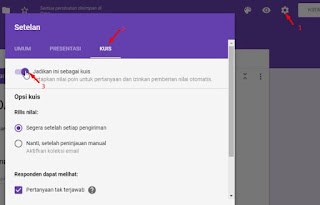 Semua perubahan disimpan di
1
Setelan
2
UMUM PRESENTASI KUIS
Jadikan ini sebagai kuis
tapkan nilai poin untuk pertanyaan dan izinkan pemberian nilai otomatis.
3
Opsi kuis
Rilis nilai:
Segera setelah setiap pengiriman
Nanti, setelah peninjauan manual
Aktifkan koleksi email
Responden dapat melihat:
Pertanyaan tak terjawab